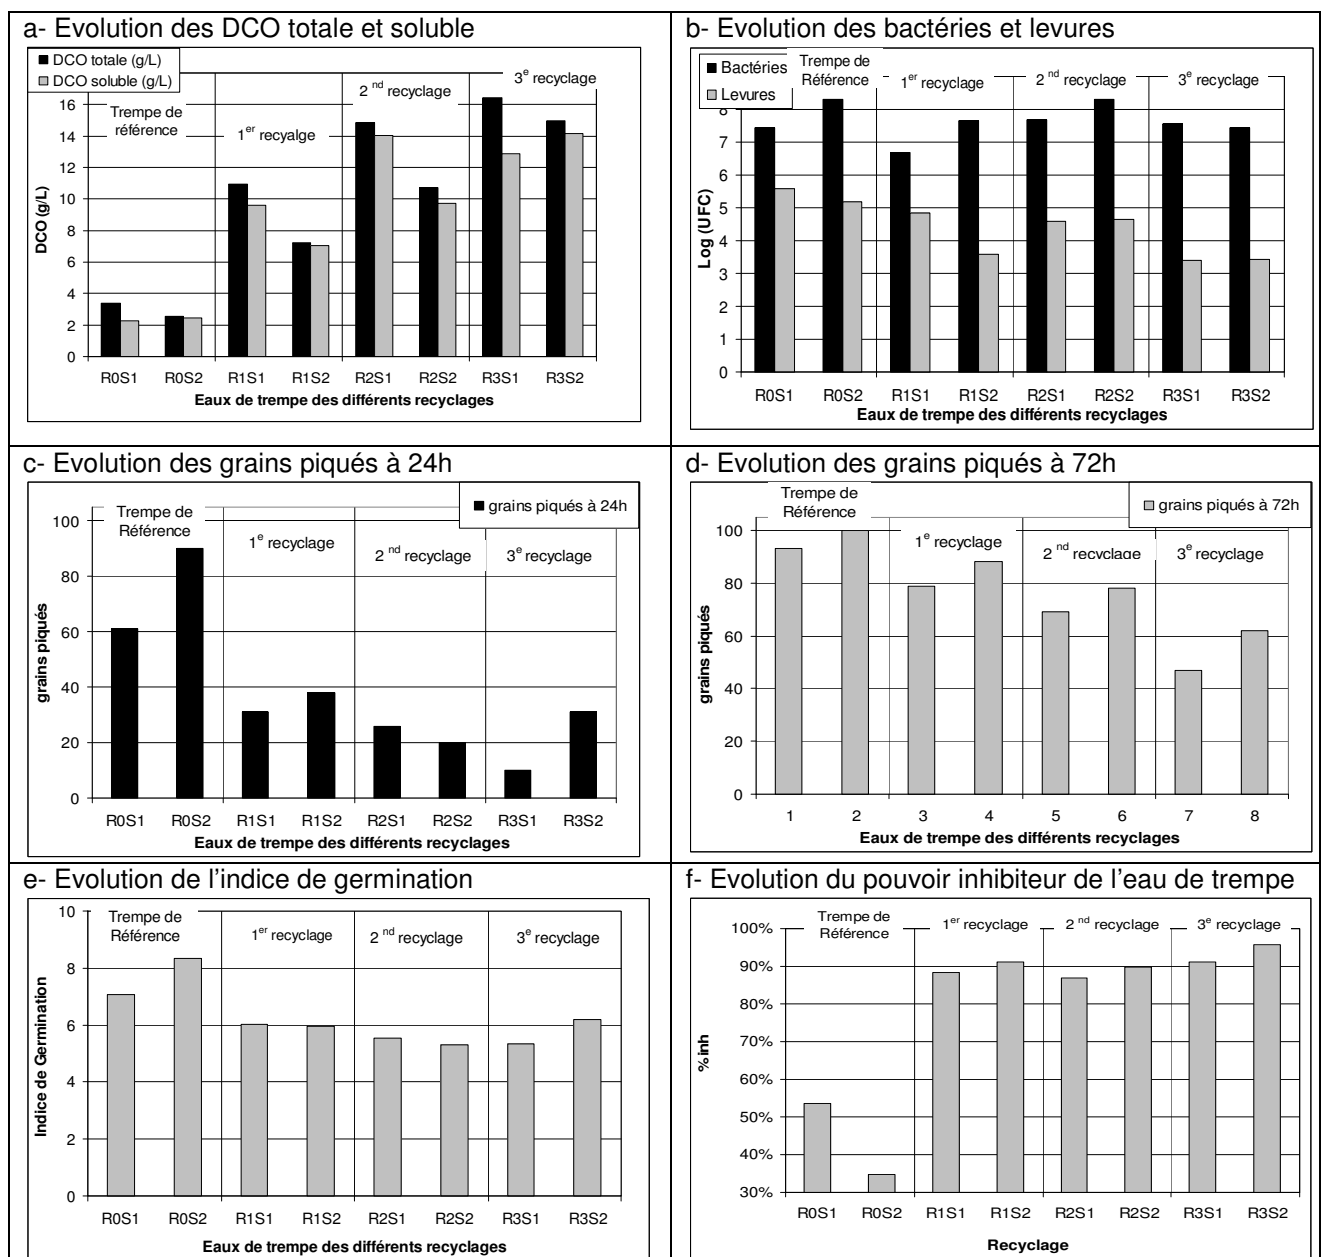 a- Evolution des DCO totale et soluble
DCO totale (g/L)
DCO soluble (g/L)
Trempe de
référence
1er recyalge
2 nd recyclage
3e recyclage
DCO (g/L)
16
14
12
10
8
6
4
2
0
R0S1 R0S2 R1S1 R1S2 R2S1 R2S2 R3S1 R3S2
Eaux de trempe des différents recyclages
b- Evolution des bactéries et levures
Bactéries
Levures
Trempe de
Référence
1er recyclage
2 nd recyclage
3e recyclage
Log (UFC)
8
7
6
5
4
3
2
1
0
R0S1 R0S2 R1S1 R1S2 R2S1 R2S2 R3S1 R3S2
Eaux de trempe des différents recyclages
c- Evolution des grains piqués à 24h
grains piqués à 24h
Trempe de
Référence
1e recyclage
2 nd recyclage
3e recyclage
grains piqués
100
80
60
40
20
0
R0S1 R0S2 R1S1 R1S2 R2S1 R2S2 R3S1 R3S2
Eaux de trempe des différents recyclages
d- Evolution des grains piqués à 72h
grains piqués à 72h
Trempe de
Référence
1e recyclage
2 nd recyclage
3e recyclage
grains piqués
100
80
60
40
20
0
1 2 3 4 5 6 7 8
Eaux de trempe des différents recyclages
e- Evolution de l'indice de germination
Trempe de
Référence
1er recyclage
2 nd recyclage
3e recyclage
Indice de Germination
10
8
6
4
2
0
R0S1 R0S2 R1S1 R1S2 R2S1 R2S2 R3S1 R3S2
Eaux de trempe des différents recyclages
f- Evolution du pouvoir inhibiteur de l'eau de trempe
Trempe de
Référence
1er recyclage
2 nd recyclage
3e recyclage
%inh
100%
90%
80%
70%
60%
50%
40%
30%
R0S1 R0S2 R1S1 R1S2 R2S1 R2S2 R3S1 R3S2
Recyclage